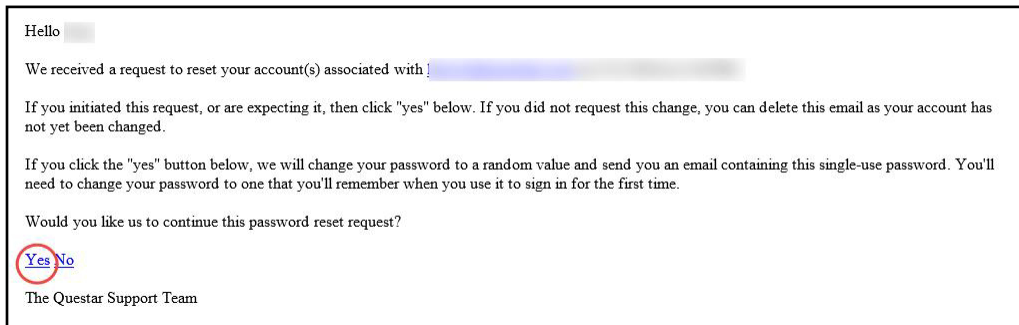 Hello
We received a request to reset your account(s) associated with
If you initiated this request, or are expecting it, then click "yes" below. If you did not request this change, you can delete this email as your account has
not yet been changed.
If you click the "yes" button below, we will change your password to a random value and send you an email containing this single-use password. You'll
need to change your password to one that you'll remember when you use it to sign in for the first time.
Would you like us to continue this password reset request?
Yes No
The Questar Support Team